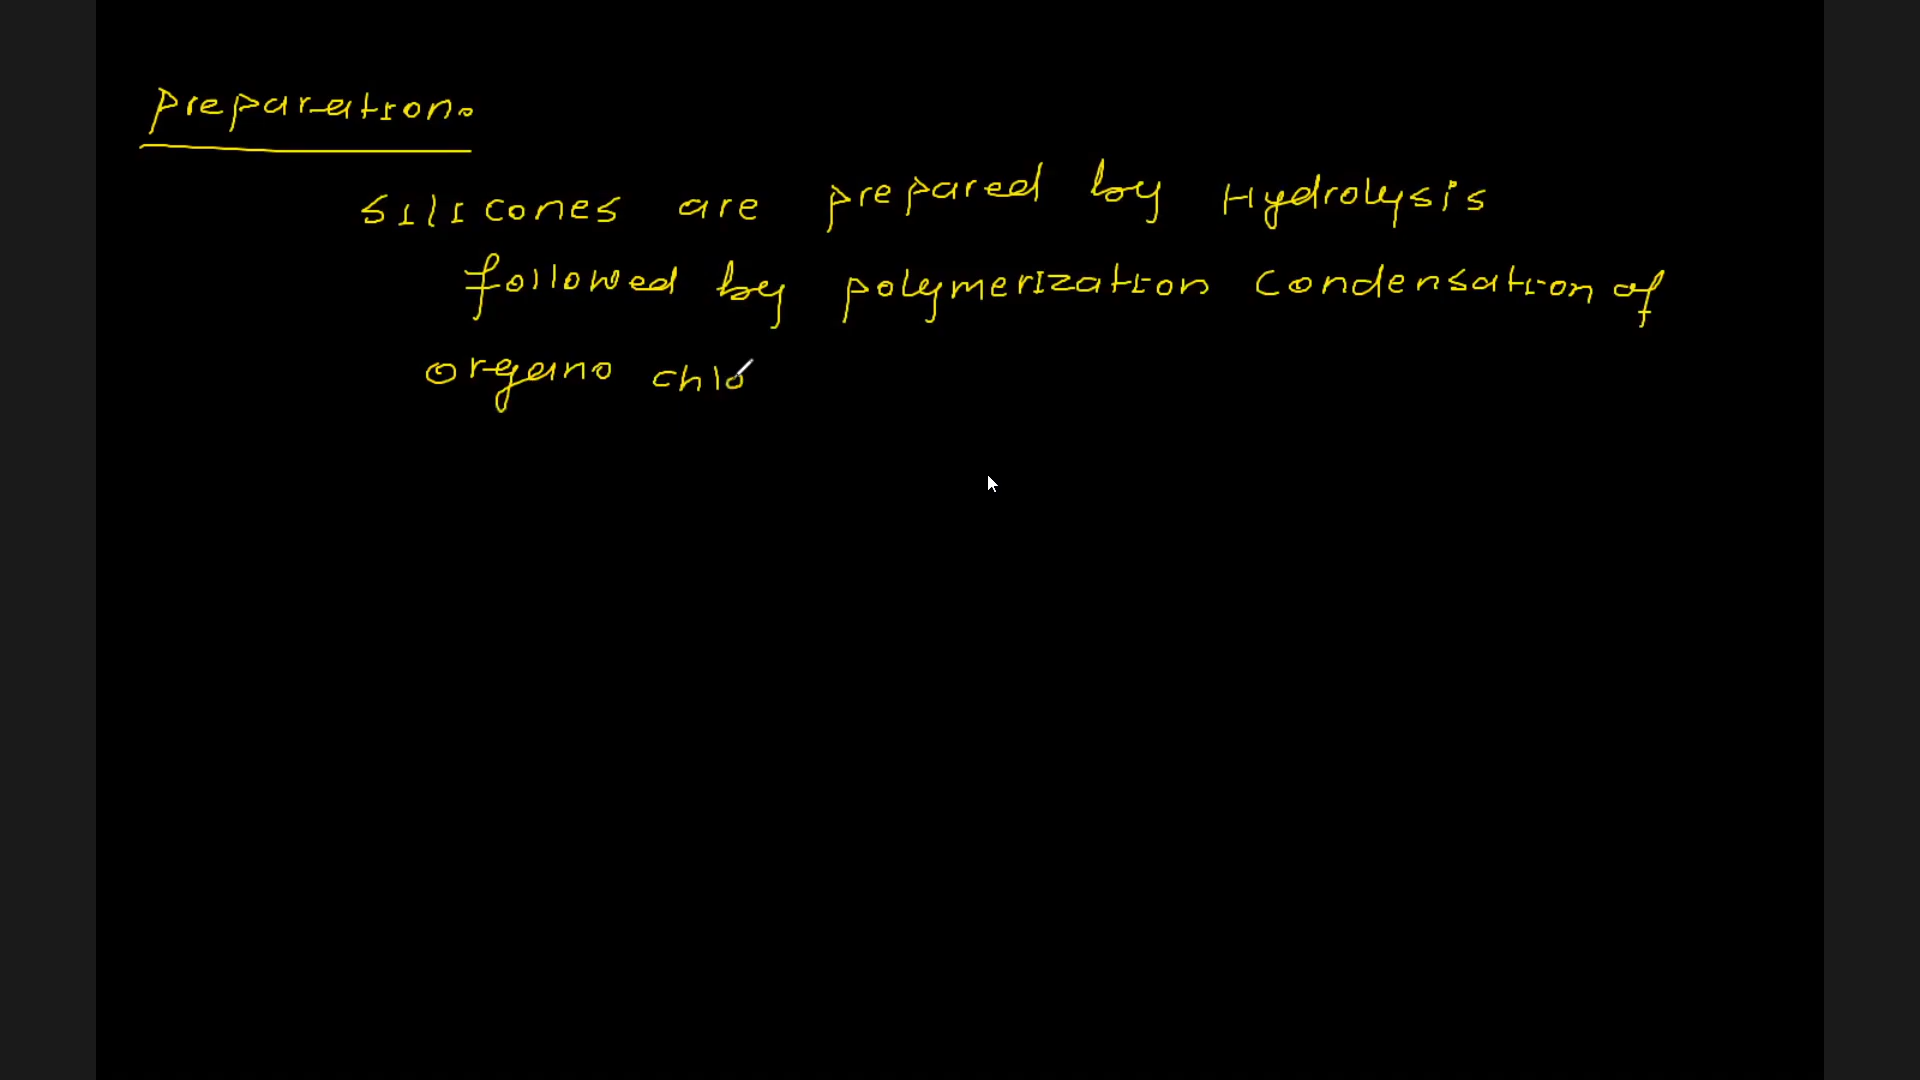 Preparation.
Silicones are prepared by Hydrolysis
followed by polymerization condensation of
organo chlo